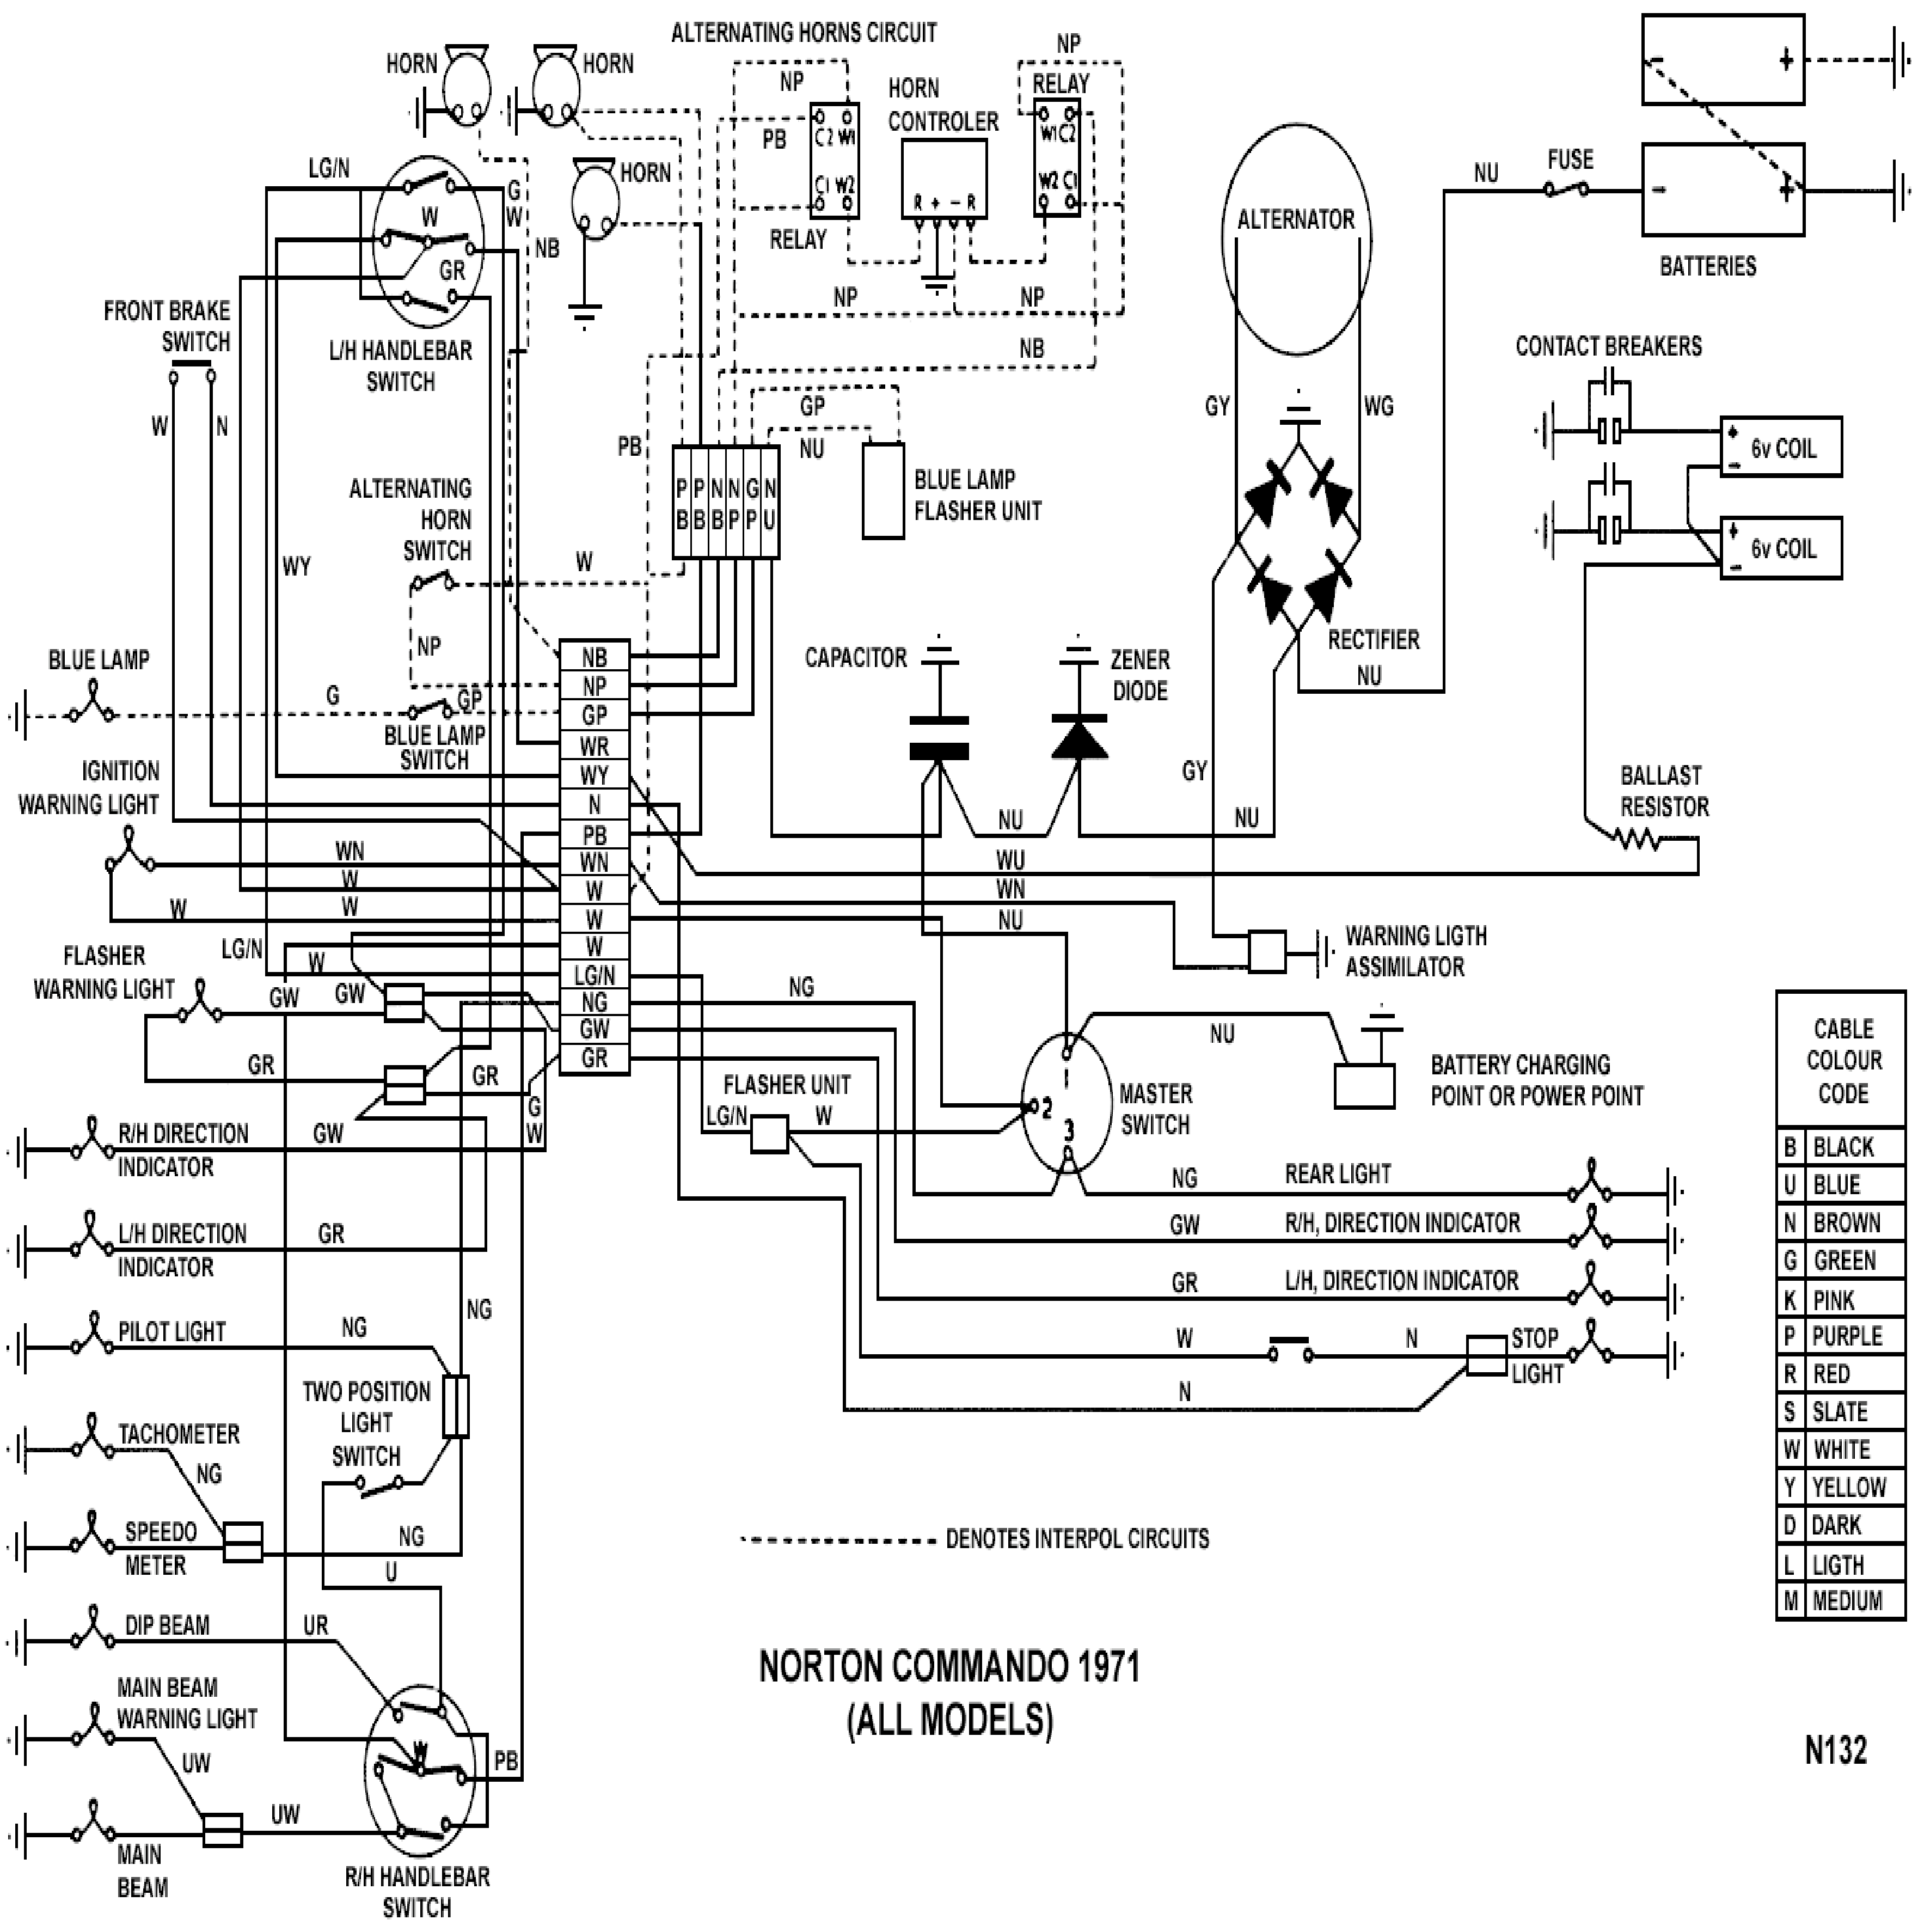 ALTERNATING HORNS CIRCUIT
HORN
HORN
HORN
NP
PB
C2 W1
C1 W2
RELAY
HORN
CONTROLER
R + - R
NP
RELAY
W1 C2
W2 C1
NP
NP
NB
ALTERNATOR
GY
WG
NU
FUSE
- +
- +
BATTERIES
LG/N
G
W
W
GR
NB
L/H HANDLEBAR
SWITCH
FRONT BRAKE
SWITCH
W
N
CONTACT BREAKERS
+
-
6v COIL
+
-
6v COIL
PB
GP
NU
P
B
P
B
N
B
N
P
G
P
N
U
BLUE LAMP
FLASHER UNIT
ALTERNATING
HORN
SWITCH
W
WY
NP
BLUE LAMP
G
GP
BLUE LAMP
SWITCH
IGNITION
WARNING LIGHT
WN
W
W
W
NB
NP
GP
WR
WY
N
PB
WN
W
W
W
LG/N
NG
GW
GR
CAPACITOR
ZENER
DIODE
RECTIFIER
NU
GY
NU
NU
WU
WN
NU
BALLAST
RESISTOR
WARNING LIGTH
ASSIMILATOR
FLASHER
WARNING LIGHT
LG/N
W
GW
GW
GR
GR
G
W
NG
NU
FLASHER UNIT
LG/N
W
1
2
3
MASTER
SWITCH
BATTERY CHARGING
POINT OR POWER POINT
R/H DIRECTION
INDICATOR
GW
L/H DIRECTION
INDICATOR
GR
PILOT LIGHT
NG
NG
NG
REAR LIGHT
GW
R/H, DIRECTION INDICATOR
GR
L/H, DIRECTION INDICATOR
W
N
STOP
LIGHT
N
TWO POSITION
LIGHT
SWITCH
TACHOMETER
NG
SPEEDO
METER
NG
U
DIP BEAM
UR
MAIN BEAM
WARNING LIGHT
UW
UW
MAIN
BEAM
W
PB
R/H HANDLEBAR
SWITCH
DENOTES INTERPOL CIRCUITS
NORTON COMMANDO 1971
(ALL MODELS)
CABLE
COLOUR
CODE
B BLACK
U BLUE
N BROWN
G GREEN
K PINK
P PURPLE
R RED
S SLATE
W WHITE
Y YELLOW
D DARK
L LIGTH
M MEDIUM
N132